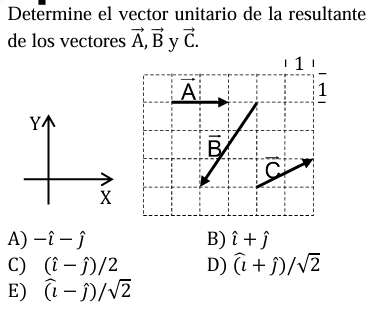 Determine el vector unitario de la resultante
de los vectores A⃗, B⃗ y C⃗.
1
A⃗
1
Y
B⃗
C⃗
X
A) −î − ĵ
B) î + ĵ
C) (î − ĵ)/2
D) (î + ĵ)/√2
E) (î − ĵ)/√2